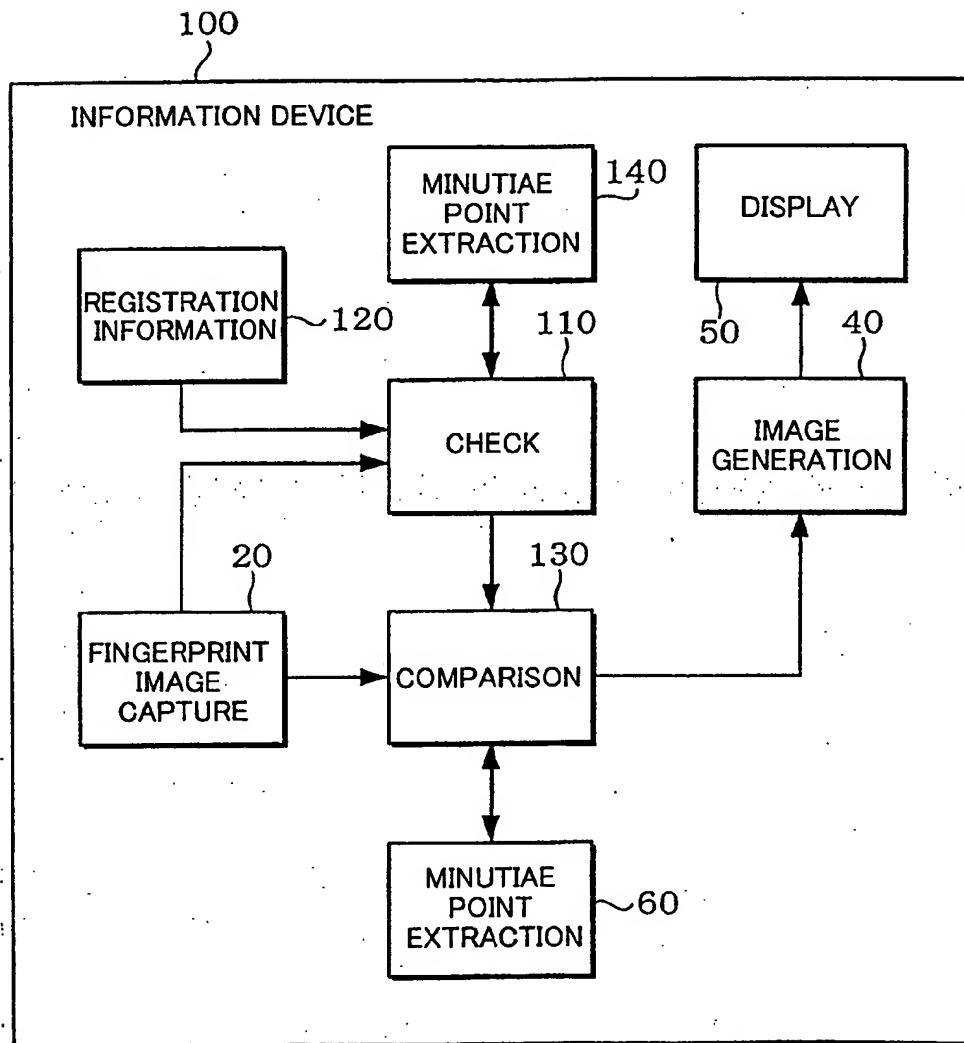 100
INFORMATION DEVICE
MINUTIAE
POINT
EXTRACTION
140
DISPLAY
50
REGISTRATION
INFORMATION
120
110
CHECK
40
IMAGE
GENERATION
20
FINGERPRINT
IMAGE
CAPTURE
130
COMPARISON
MINUTIAE
POINT
EXTRACTION
60